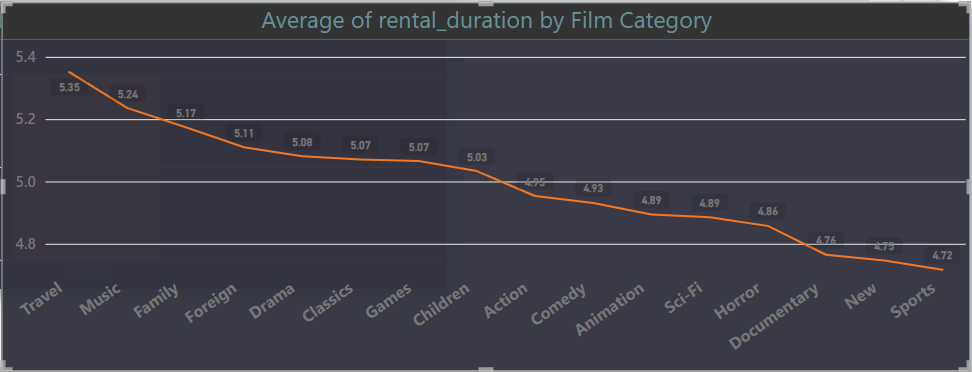 Average of rental_duration by Film Category
5.4
5.2
5.0
4.8
5.35
5.24
5.17
5.11
5.08
5.07
5.07
5.03
4.95
4.93
4.89
4.89
4.86
4.76
4.75
4.72
Travel
Music
Family
Foreign
Drama
Classics
Games
Children
Action
Comedy
Animation
Sci-Fi
Horror
Documentary
New
Sports